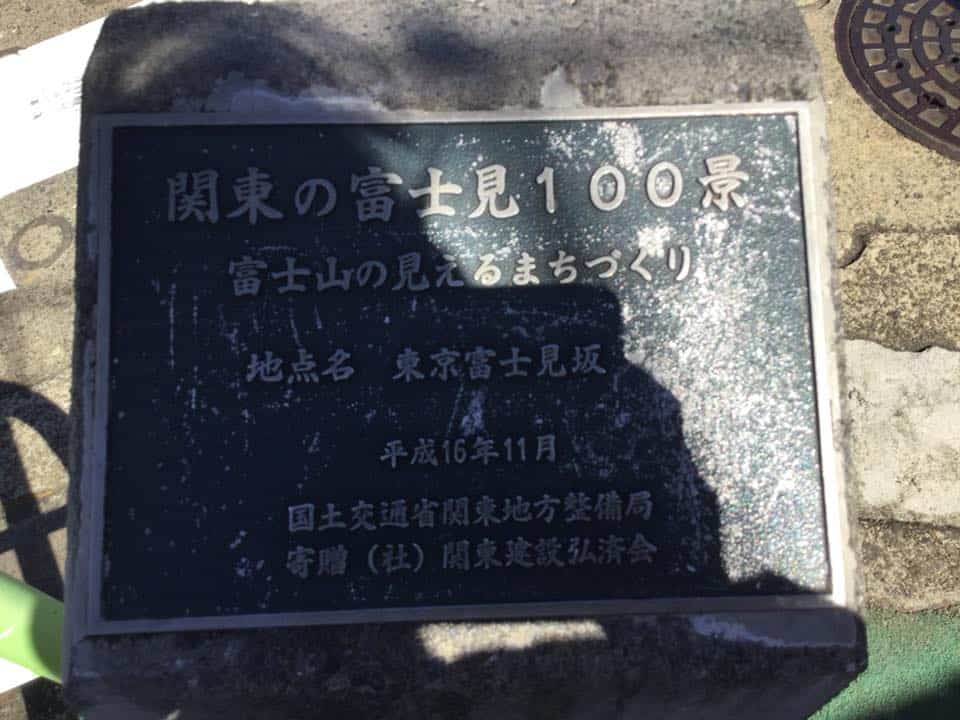 関東の富士見100景
富士山の見えるまちづくり
地点名 東京富士見坂
平成16年11月
国土交通省関東地方整備局
寄贈（社）関東建設弘済会